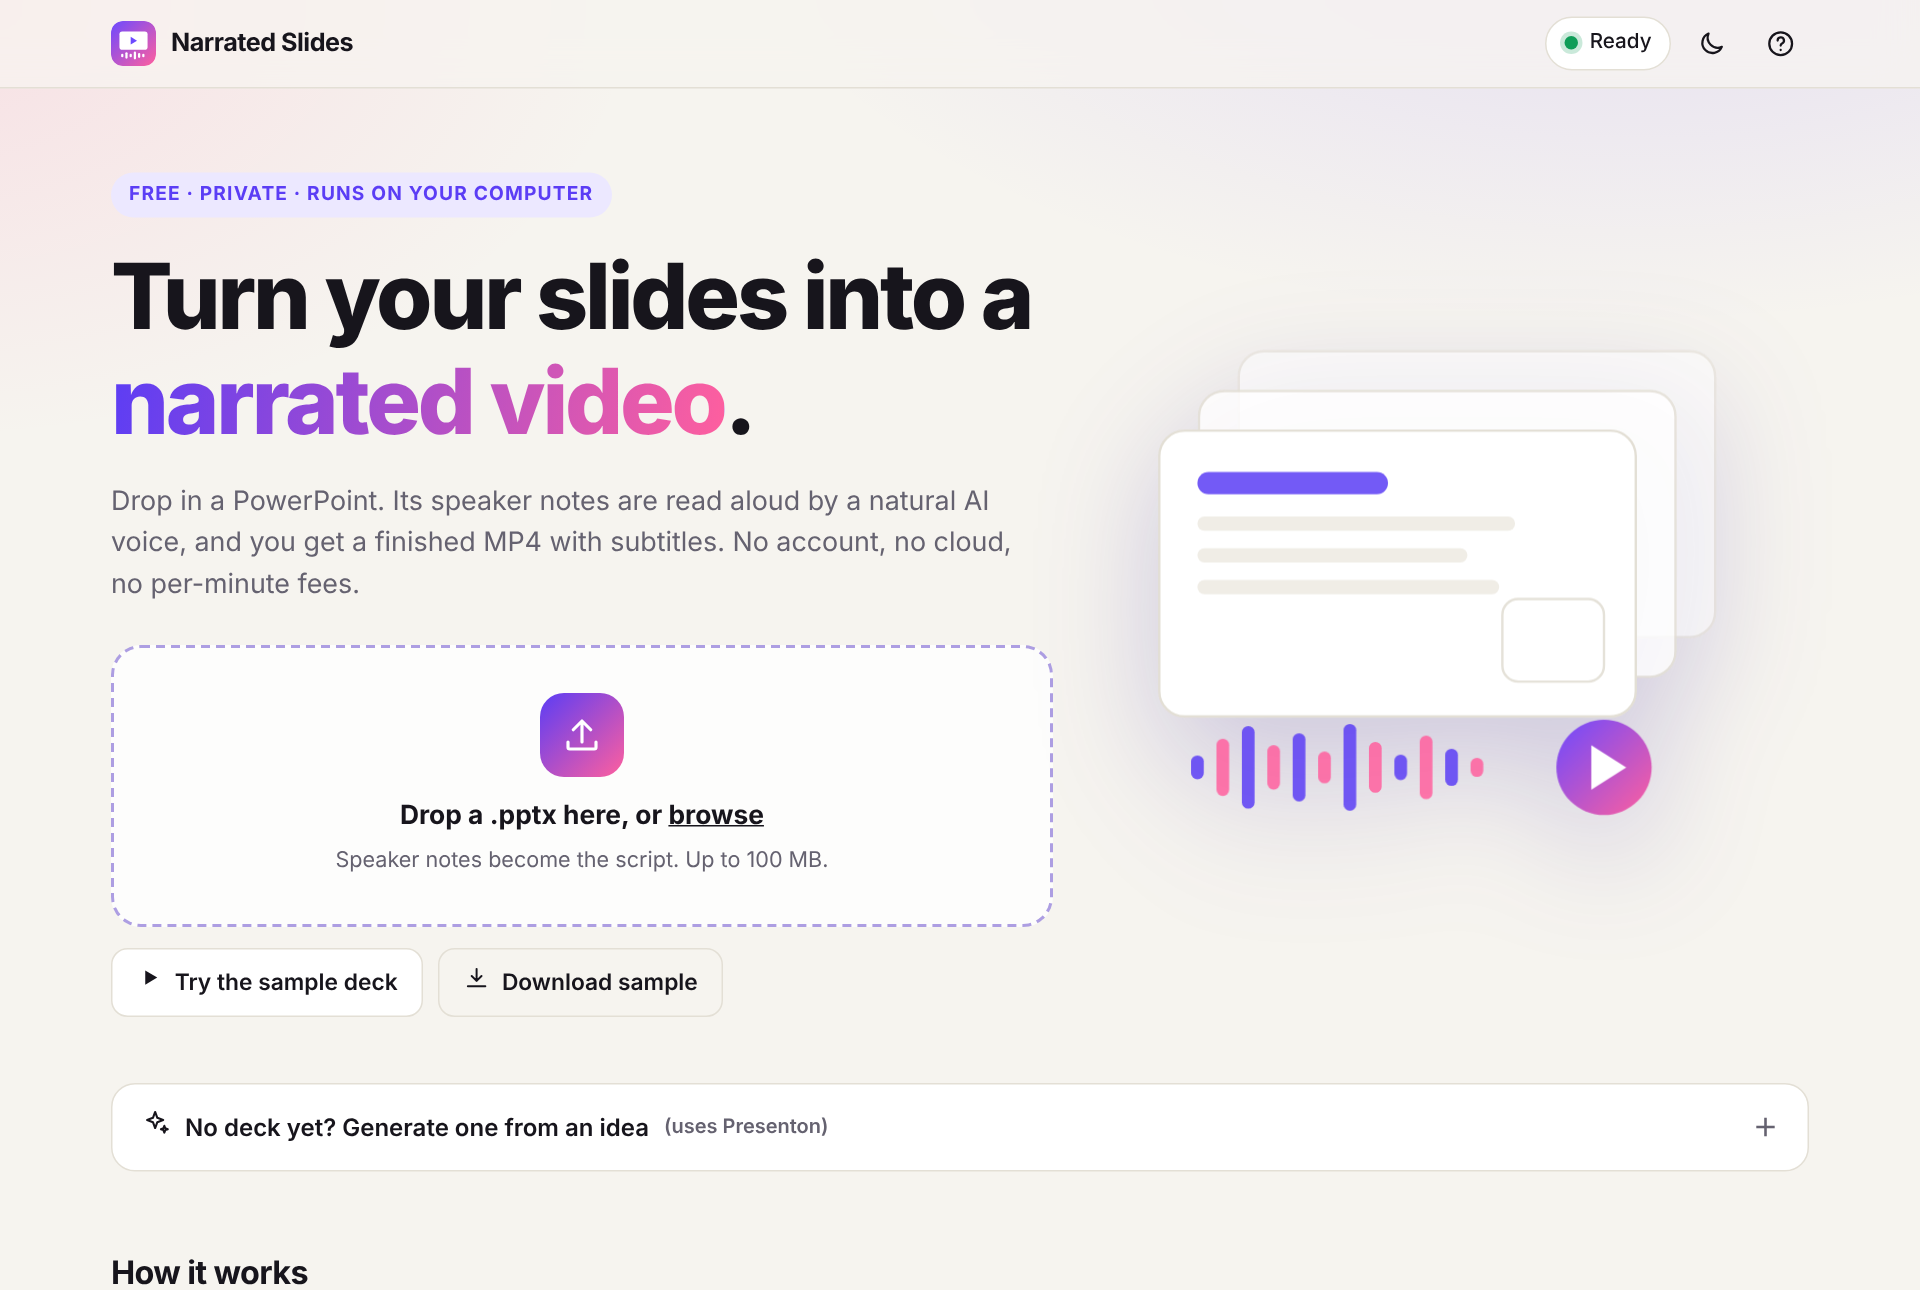 Narrated Slides
Ready
FREE · PRIVATE · RUNS ON YOUR COMPUTER
Turn your slides into a
narrated video.
Drop in a PowerPoint. Its speaker notes are read aloud by a natural AI
voice, and you get a finished MP4 with subtitles. No account, no cloud,
no per-minute fees.
Drop a .pptx here, or browse
Speaker notes become the script. Up to 100 MB.
Try the sample deck
Download sample
No deck yet? Generate one from an idea (uses Presenton)
How it works